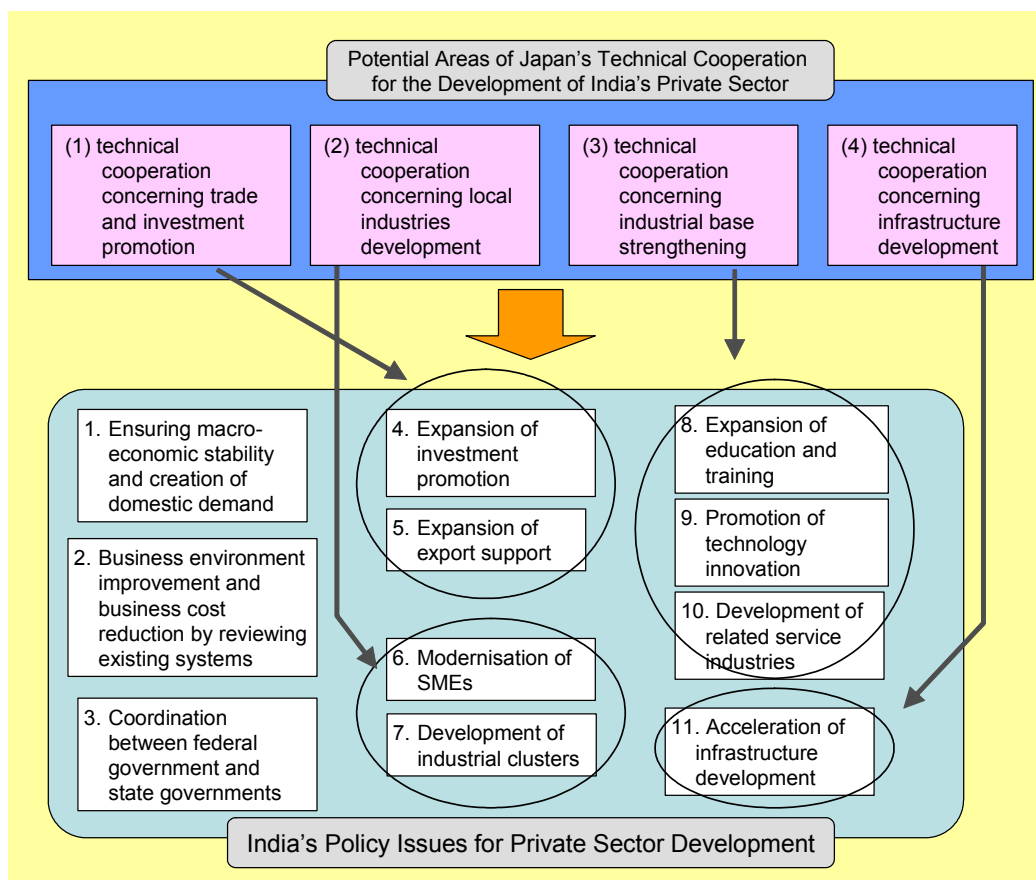 Potential Areas of Japan's Technical Cooperation
for the Development of India's Private Sector
(1) technical
cooperation
concerning trade
and investment
promotion
(2) technical
cooperation
concerning local
industries
development
(3) technical
cooperation
concerning
industrial base
strengthening
(4) technical
cooperation
concerning
infrastructure
development
1. Ensuring macro-
economic stability
and creation of
domestic demand
2. Business environment
improvement and
business cost
reduction by reviewing
existing systems
3. Coordination
between federal
government and
state governments
4. Expansion of
investment
promotion
5. Expansion of
export support
6. Modernisation of
SMEs
7. Development of
industrial clusters
8. Expansion of
education and
training
9. Promotion of
technology
innovation
10. Development of
related service
industries
11. Acceleration of
infrastructure
development
India's Policy Issues for Private Sector Development